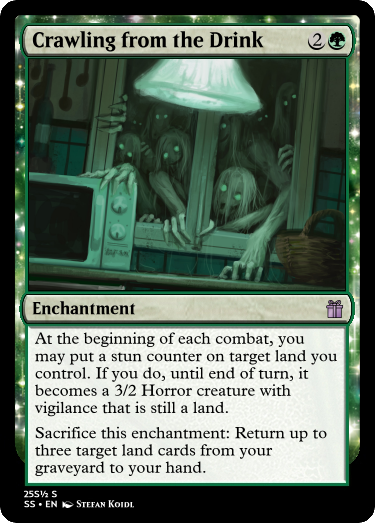 Crawling from the Drink 2
Enchantment
At the beginning of each combat, you
may put a stun counter on target land you
control. If you do, until end of turn, it
becomes a 3/2 Horror creature with
vigilance that is still a land.
Sacrifice this enchantment: Return up to
three target land cards from your
graveyard to your hand.
25S½ S
SS • EN Stefan Koidl